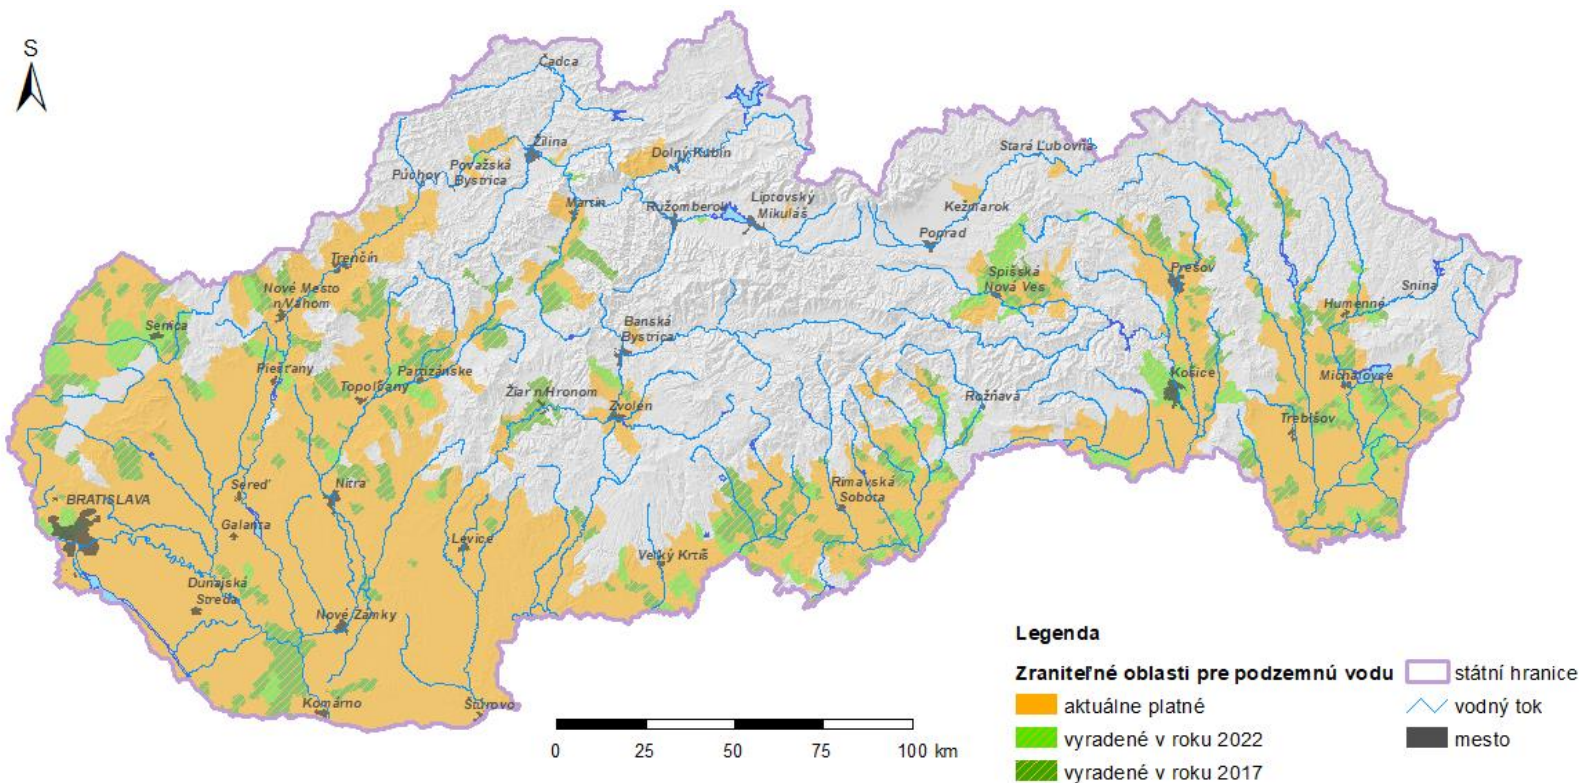 S
Čadca
Žilina
Považská
Bystrica
Púchov
Dolný Kubín
Stará Ľubovňa
Martin
Ružomberok
Liptovský
Mikuláš
Kežmarok
Poprad
Trenčín
Nové Mesto
n/Váhom
Senica
Spišská
Nová Ves
Prešov
Humenné
Snina
Banská
Bystrica
Piešťany
Partizánske
Topoľčany
Žiar n/Hronom
Zvolen
Rožňava
Košice
Michalovce
Trebišov
Sereď
Nitra
BRATISLAVA
Galanta
Levice
Rimavská
Sobota
Veľký Krtíš
Dunajská
Streda
Nové Zámky
Komárno
Štúrovo
0 25 50 75 100 km
Legenda
Zraniteľné oblasti pre podzemnú vodu
aktuálne platné
vyradené v roku 2022
vyradené v roku 2017
státní hranice
vodný tok
mesto